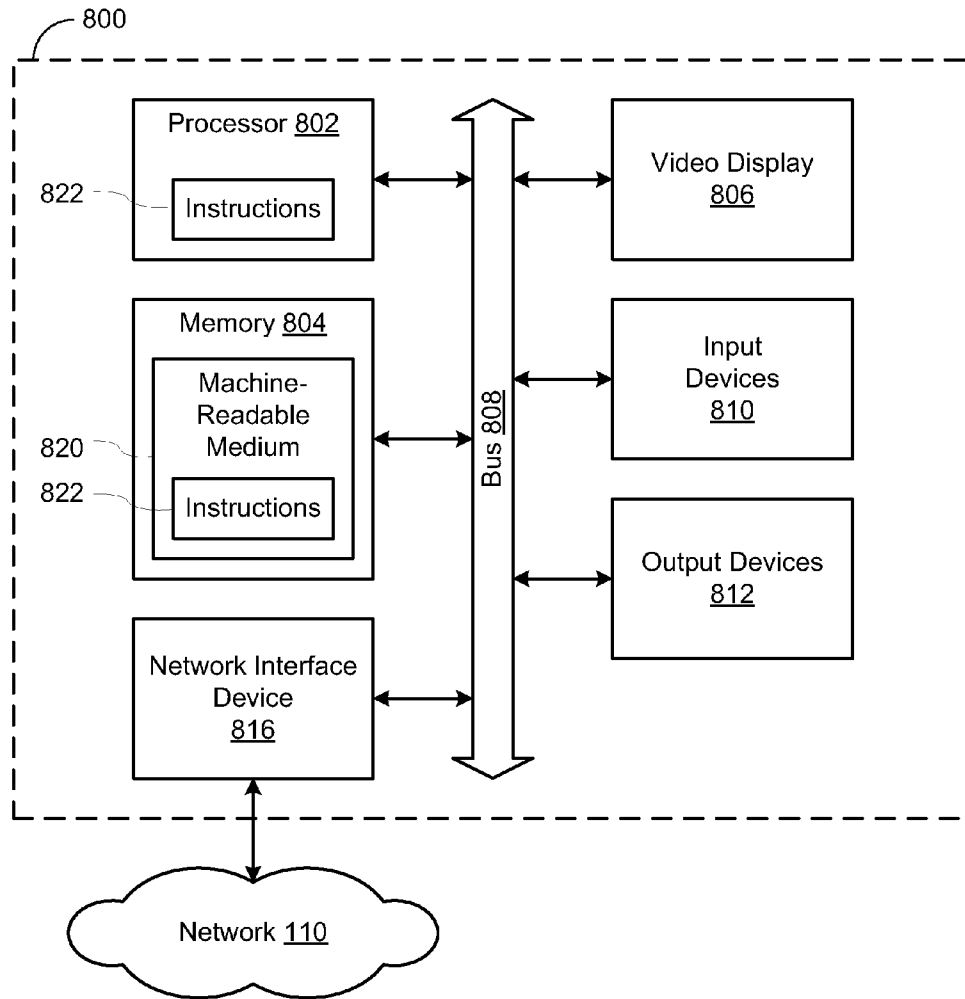 800
Processor 802
822
Instructions
Memory 804
Machine-
Readable
Medium
820
822
Instructions
Network Interface
Device
816
Bus 808
Video Display
806
Input
Devices
810
Output Devices
812
Network 110